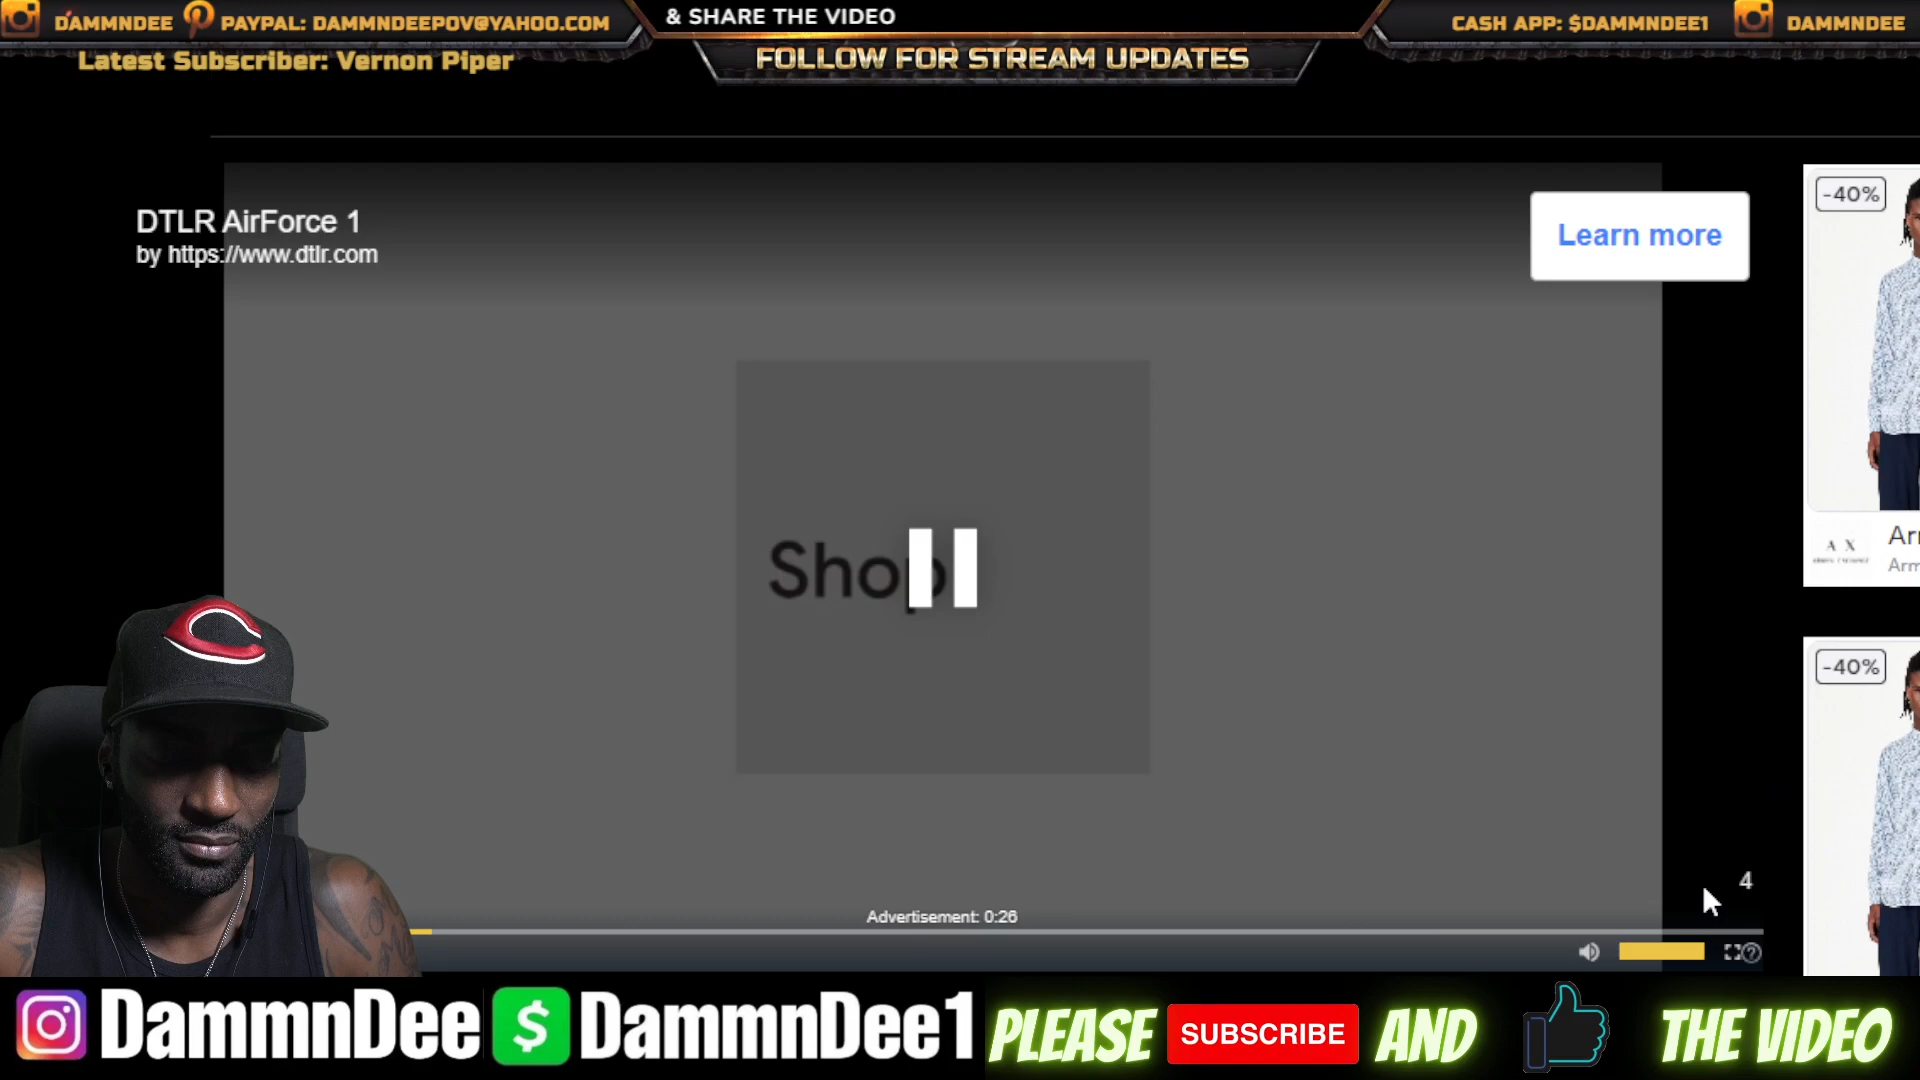 DAMMNDEE
PAYPAL: DAMMNDEEPOV@YAHOO.COM
& SHARE THE VIDEO
CASH APP: $DAMMNDEE1
DAMMNDEE
Latest Subscriber: Vernon Piper
FOLLOW FOR STREAM UPDATES
DTLR AirForce 1
by https://www.dtlr.com
Learn more
-40%
Shop
A X
Arm
-40%
4
Advertisement: 0:26
DammnDee
$
DammnDee1
PLEASE
SUBSCRIBE
AND
THE VIDEO